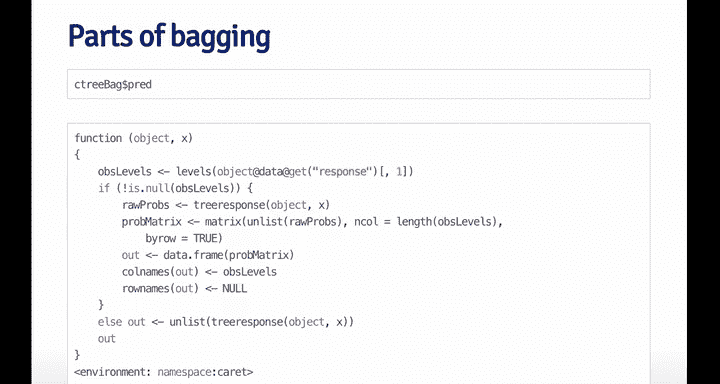 Parts of bagging
ctreeBag$pred
function (object, x)
{
    obsLevels <- levels(object@data@get("response")[, 1])
    if (!is.null(obsLevels)) {
        rawProbs <- treeresponse(object, x)
        probMatrix <- matrix(unlist(rawProbs), ncol = length(obsLevels),
            byrow = TRUE)
        out <- data.frame(probMatrix)
        colnames(out) <- obsLevels
        rownames(out) <- NULL
    }
    else out <- unlist(treeresponse(object, x))
    out
}
<environment: namespace:caret>